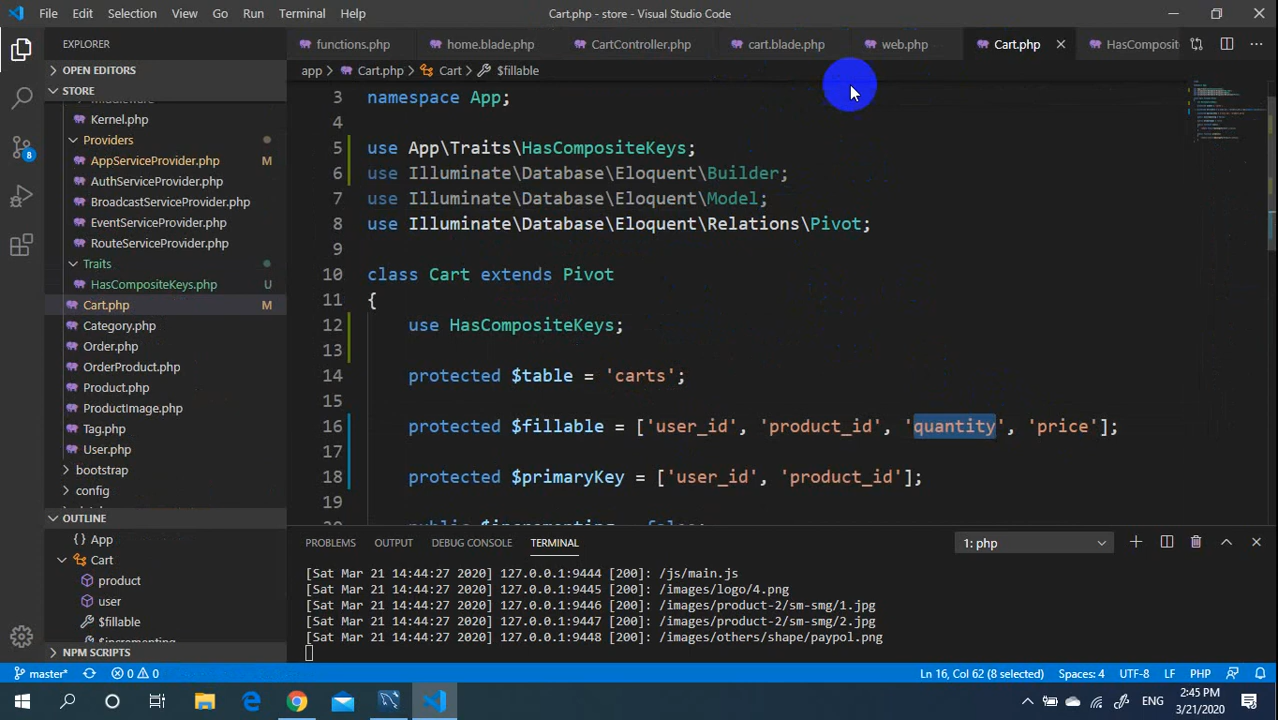 File Edit Selection View Go Run Terminal Help Cart.php - store - Visual Studio Code
EXPLORER
functions.php home.blade.php CartController.php cart.blade.php web.php Cart.php HasComposit
OPEN EDITORS
app > Cart.php > Cart > $fillable
STORE
Kernel.php
Providers
AppServiceProvider.php M
AuthServiceProvider.php
BroadcastServiceProvider.php
EventServiceProvider.php
RouteServiceProvider.php
Traits
HasCompositeKeys.php U
Cart.php M
Category.php
Order.php
OrderProduct.php
Product.php
ProductImage.php
Tag.php
User.php
bootstrap
config
OUTLINE
App
Cart
product
user
$fillable
$incrementing
NPM SCRIPTS
3 namespace App;
4
5 use App\Traits\HasCompositeKeys;
6 use Illuminate\Database\Eloquent\Builder;
7 use Illuminate\Database\Eloquent\Model;
8 use Illuminate\Database\Eloquent\Relations\Pivot;
9
10 class Cart extends Pivot
11 {
12 use HasCompositeKeys;
13
14 protected $table = 'carts';
15
16 protected $fillable = ['user_id', 'product_id', 'quantity', 'price'];
17
18 protected $primaryKey = ['user_id', 'product_id'];
19
20 public $incrementing = false;
PROBLEMS OUTPUT DEBUG CONSOLE TERMINAL 1: php
[Sat Mar 21 14:44:27 2020] 127.0.0.1:9444 [200]: /js/main.js
[Sat Mar 21 14:44:27 2020] 127.0.0.1:9445 [200]: /images/logo/4.png
[Sat Mar 21 14:44:27 2020] 127.0.0.1:9446 [200]: /images/product-2/sm-smg/1.jpg
[Sat Mar 21 14:44:27 2020] 127.0.0.1:9447 [200]: /images/product-2/sm-smg/2.jpg
[Sat Mar 21 14:44:27 2020] 127.0.0.1:9448 [200]: /images/others/shape/paypol.png
8
master* 0 0 Ln 16, Col 62 (8 selected) Spaces: 4 UTF-8 LF PHP
ENG 2:45 PM
3/21/2020